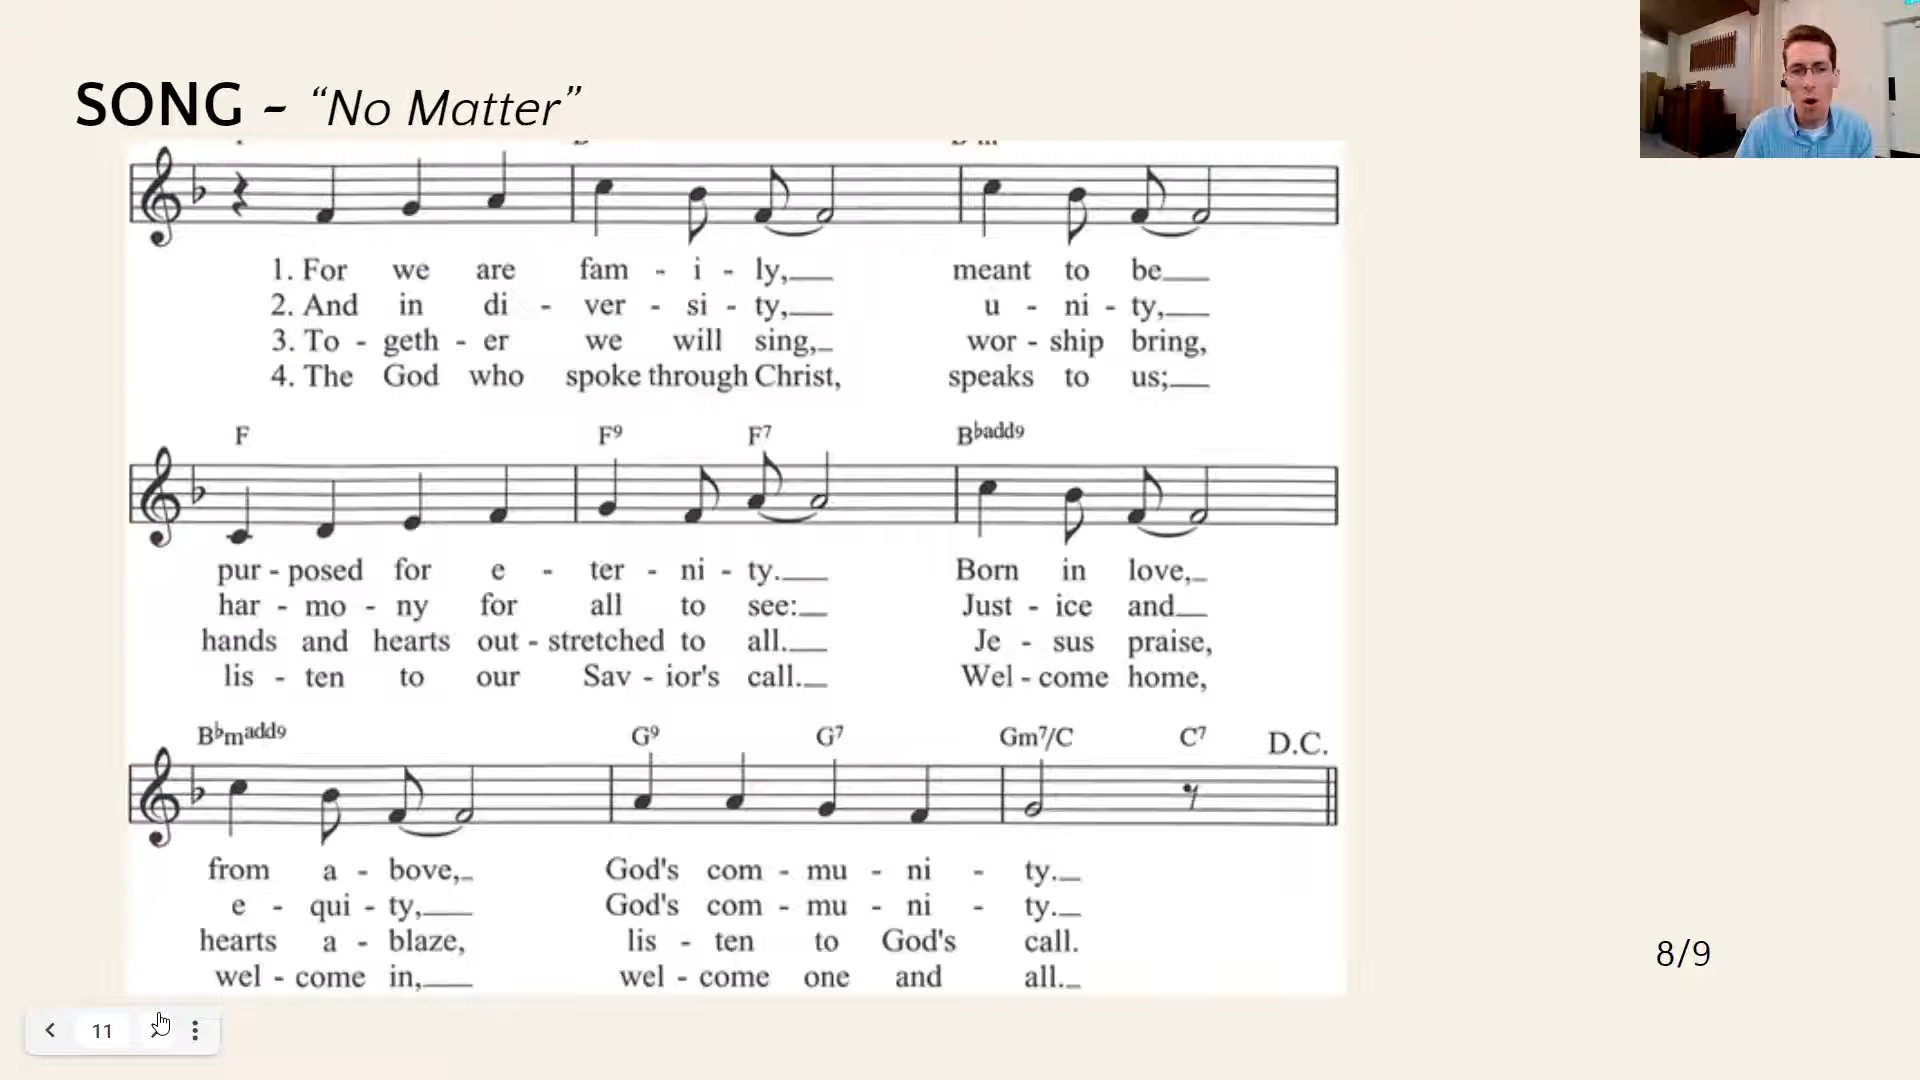 SONG - “No Matter”
1. For we are fam - i - ly, meant to be
2. And in di - ver - si - ty, u - ni - ty,
3. To - geth - er we will sing, wor - ship bring,
4. The God who spoke through Christ, speaks to us;
F F9 F7 B♭add9
pur - posed for e - ter - ni - ty. Born in love,
har - mo - ny for all to see: Just - ice and
hands and hearts out - stretched to all. Je - sus praise,
lis - ten to our Sav - ior's call. Wel - come home,
B♭madd9 G9 G7 Gm7/C C7 D.C.
from a - bove, God's com - mu - ni - ty.
e - qui - ty, God's com - mu - ni - ty.
hearts a - blaze, lis - ten to God's call.
wel - come in, wel - come one and all.
8/9
11